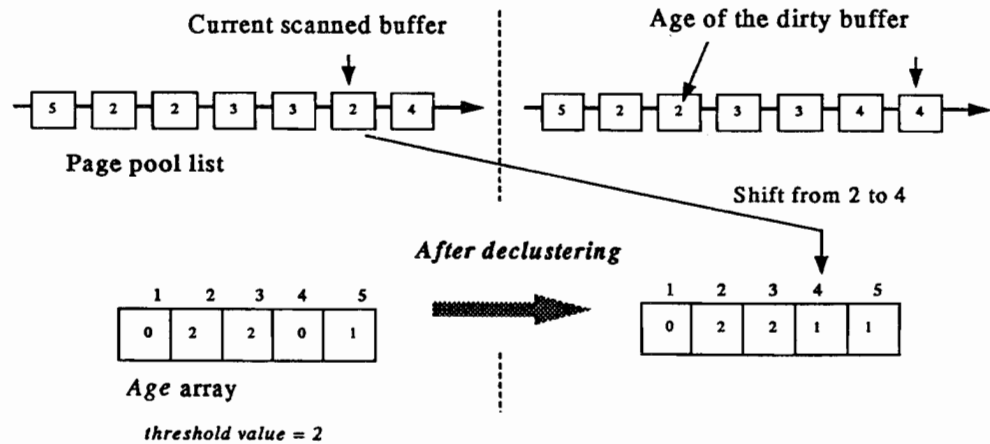 Current scanned buffer
Age of the dirty buffer
5 2 2 3 3 2 4
5 2 2 3 3 4 4
Page pool list
Shift from 2 to 4
After declustering
1 2 3 4 5
0 2 2 0 1
1 2 3 4 5
0 2 2 1 1
Age array
threshold value = 2